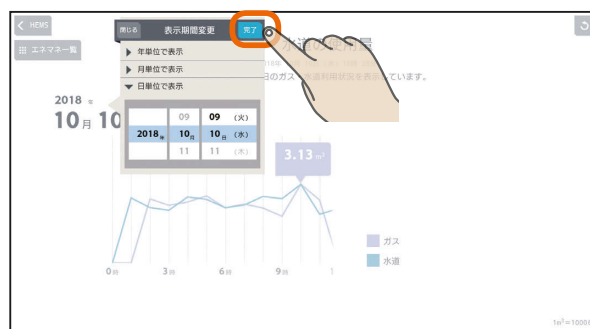 < HEMS
エネマネ一覧
閉じる 表示期間変更 完了
▶ 年単位で表示
▶ 月単位で表示
▼ 日単位で表示
09 09 (火)
2018年 10月 10日 (水)
11 11 (木)
水道の使用量
日のガス・水道利用状況を表示しています。
2018 年
10月 10
3.13 m³
ガス
水道
0時 3時 6時 9時 1
1m³=1000ℓ